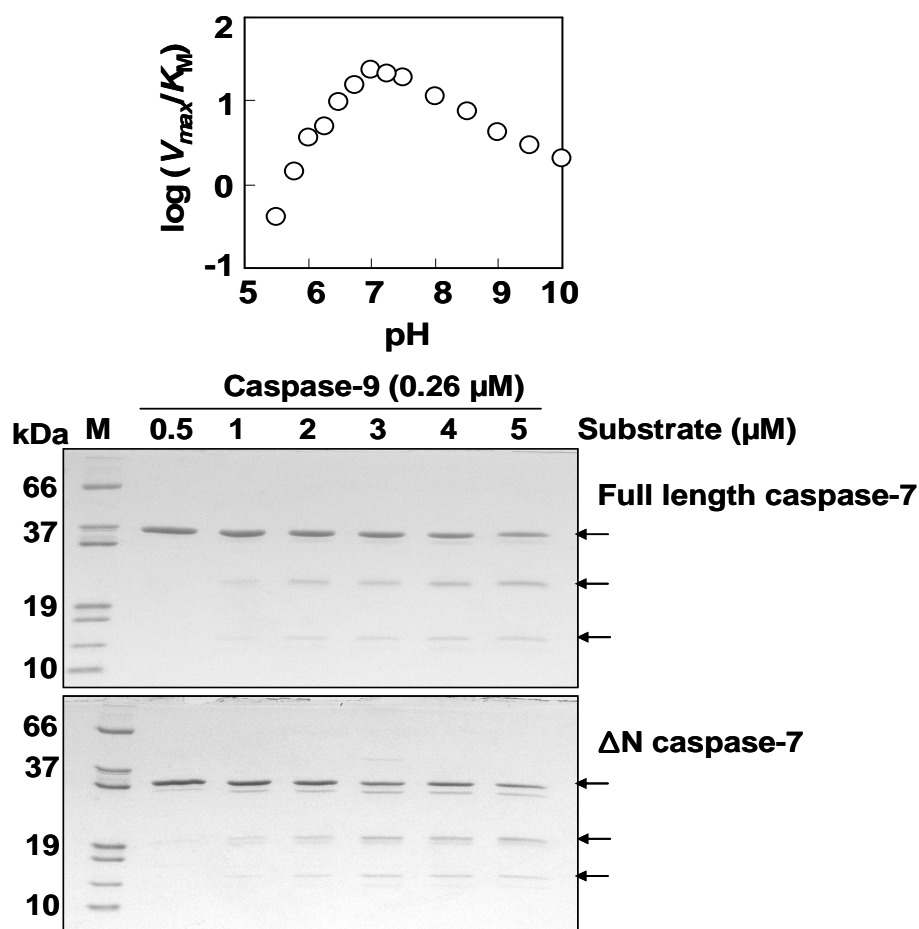 2
1
0
-1
log (Vmax/KM)
5 6 7 8 9 10
pH
Caspase-9 (0.26 µM)
kDa M 0.5 1 2 3 4 5 Substrate (µM)
66
37
19
10
Full length caspase-7
66
37
19
10
ΔN caspase-7